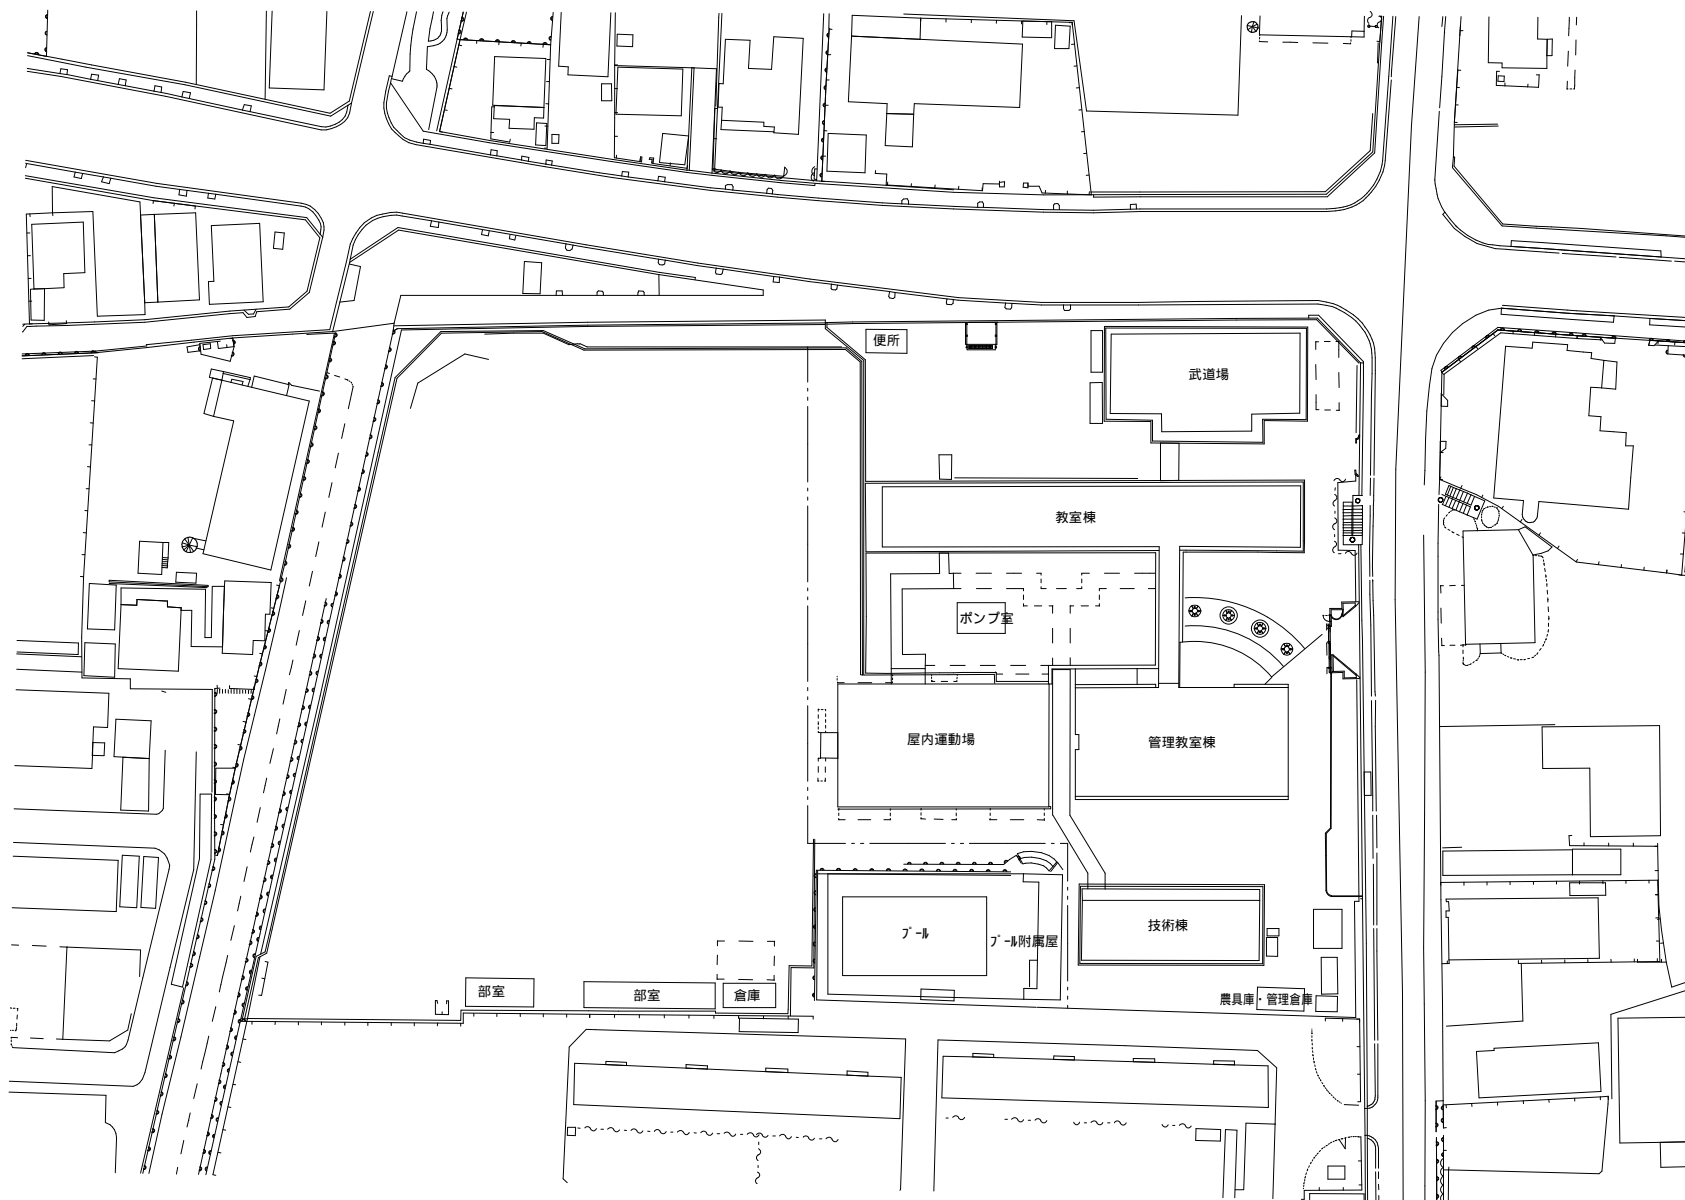 便所
武道場
教室棟
ポンプ室
屋内運動場
管理教室棟
技術棟
プール
プール附属屋
部室
部室
倉庫
農具庫・管理倉庫